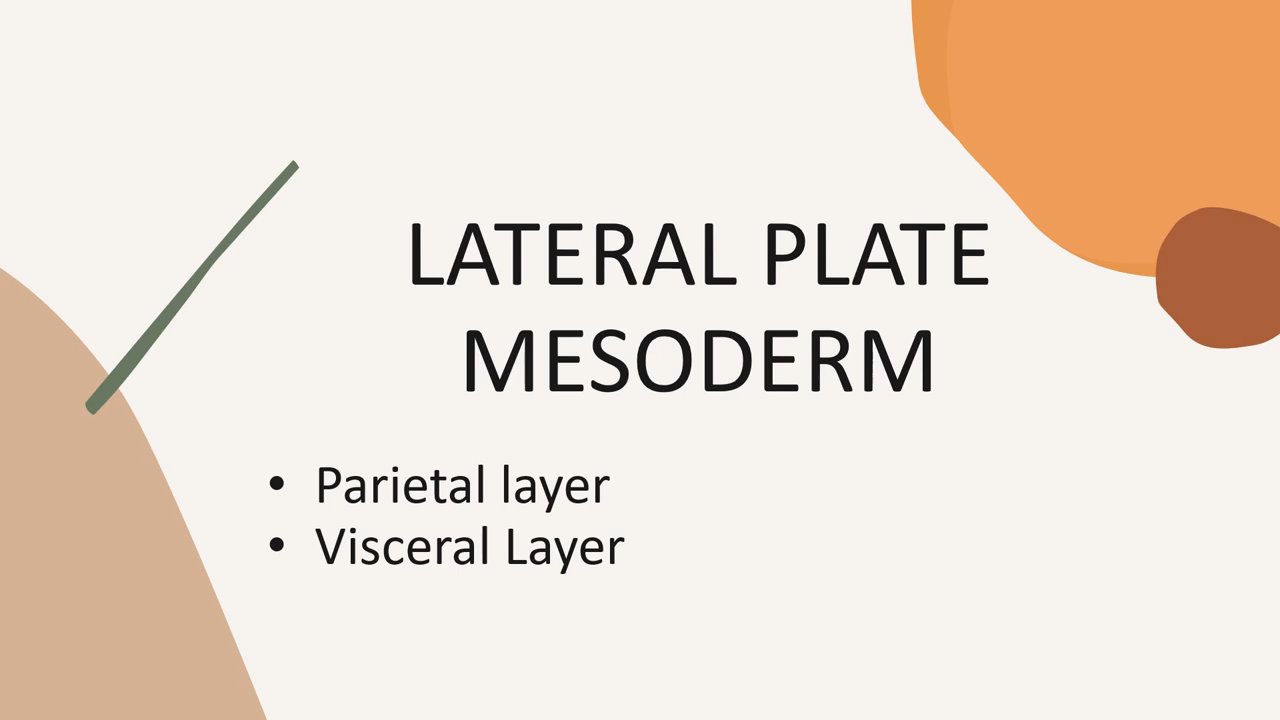 LATERAL PLATE
MESODERM
• Parietal layer
• Visceral Layer